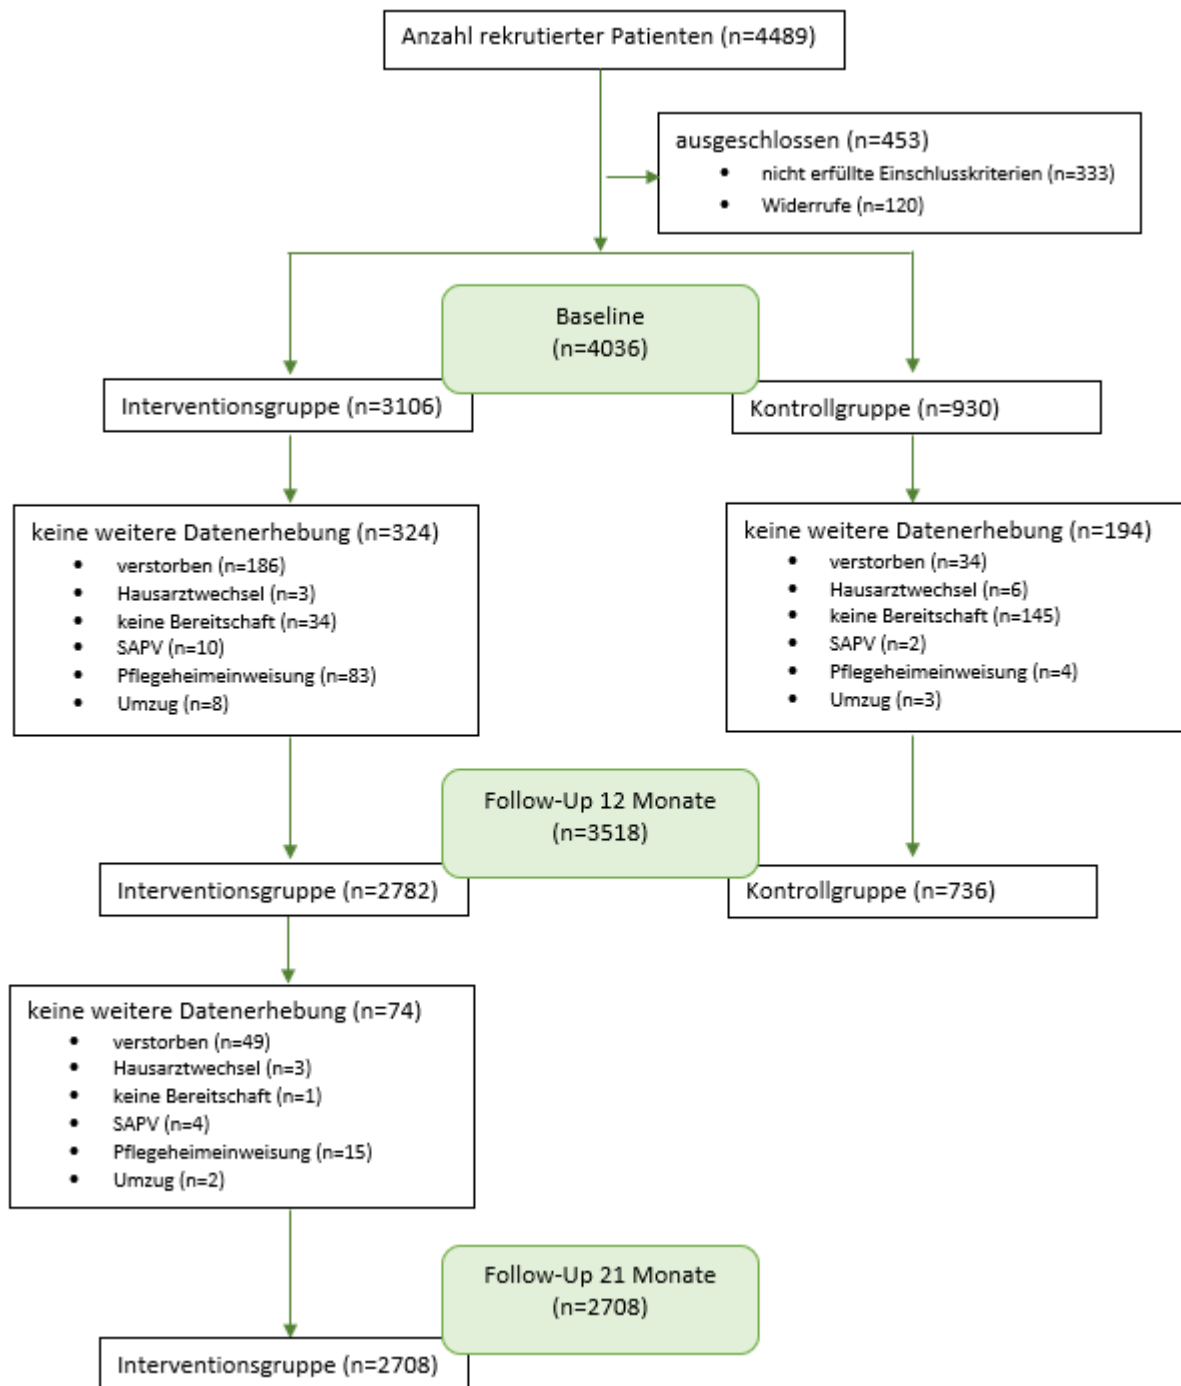 Anzahl rekrutierter Patienten (n=4489)
ausgeschlossen (n=453)
• nicht erfüllte Einschlusskriterien (n=333)
• Widerrufe (n=120)
Baseline
(n=4036)
Interventionsgruppe (n=3106)
Kontrollgruppe (n=930)
keine weitere Datenerhebung (n=324)
• verstorben (n=186)
• Hausarztwechsel (n=3)
• keine Bereitschaft (n=34)
• SAPV (n=10)
• Pflegeheimeinweisung (n=83)
• Umzug (n=8)
keine weitere Datenerhebung (n=194)
• verstorben (n=34)
• Hausarztwechsel (n=6)
• keine Bereitschaft (n=145)
• SAPV (n=2)
• Pflegeheimeinweisung (n=4)
• Umzug (n=3)
Follow-Up 12 Monate
(n=3518)
Interventionsgruppe (n=2782)
Kontrollgruppe (n=736)
keine weitere Datenerhebung (n=74)
• verstorben (n=49)
• Hausarztwechsel (n=3)
• keine Bereitschaft (n=1)
• SAPV (n=4)
• Pflegeheimeinweisung (n=15)
• Umzug (n=2)
Follow-Up 21 Monate
(n=2708)
Interventionsgruppe (n=2708)